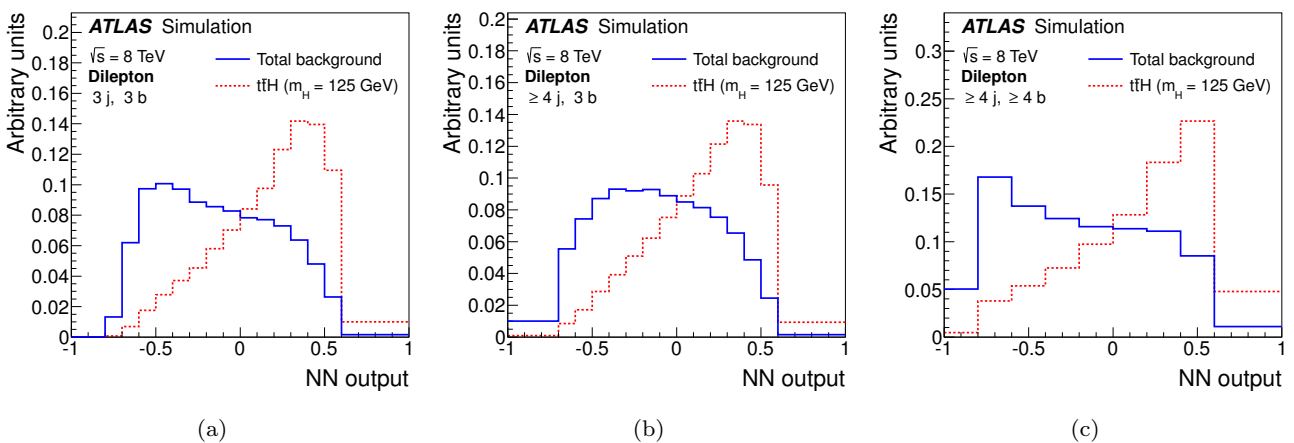 Arbitrary units
0.2
0.18
0.16
0.14
0.12
0.1
0.08
0.06
0.04
0.02
0
ATLAS Simulation
√s = 8 TeV
Dilepton
3 j, 3 b
Total background
tt̄H (m_H = 125 GeV)
-1 -0.5 0 0.5 1
NN output
(a)
Arbitrary units
0.2
0.18
0.16
0.14
0.12
0.1
0.08
0.06
0.04
0.02
0
ATLAS Simulation
√s = 8 TeV
Dilepton
≥ 4 j, 3 b
Total background
tt̄H (m_H = 125 GeV)
-1 -0.5 0 0.5 1
NN output
(b)
Arbitrary units
0.3
0.25
0.2
0.15
0.1
0.05
0
ATLAS Simulation
√s = 8 TeV
Dilepton
≥ 4 j, ≥ 4 b
Total background
tt̄H (m_H = 125 GeV)
-1 -0.5 0 0.5 1
NN output
(c)